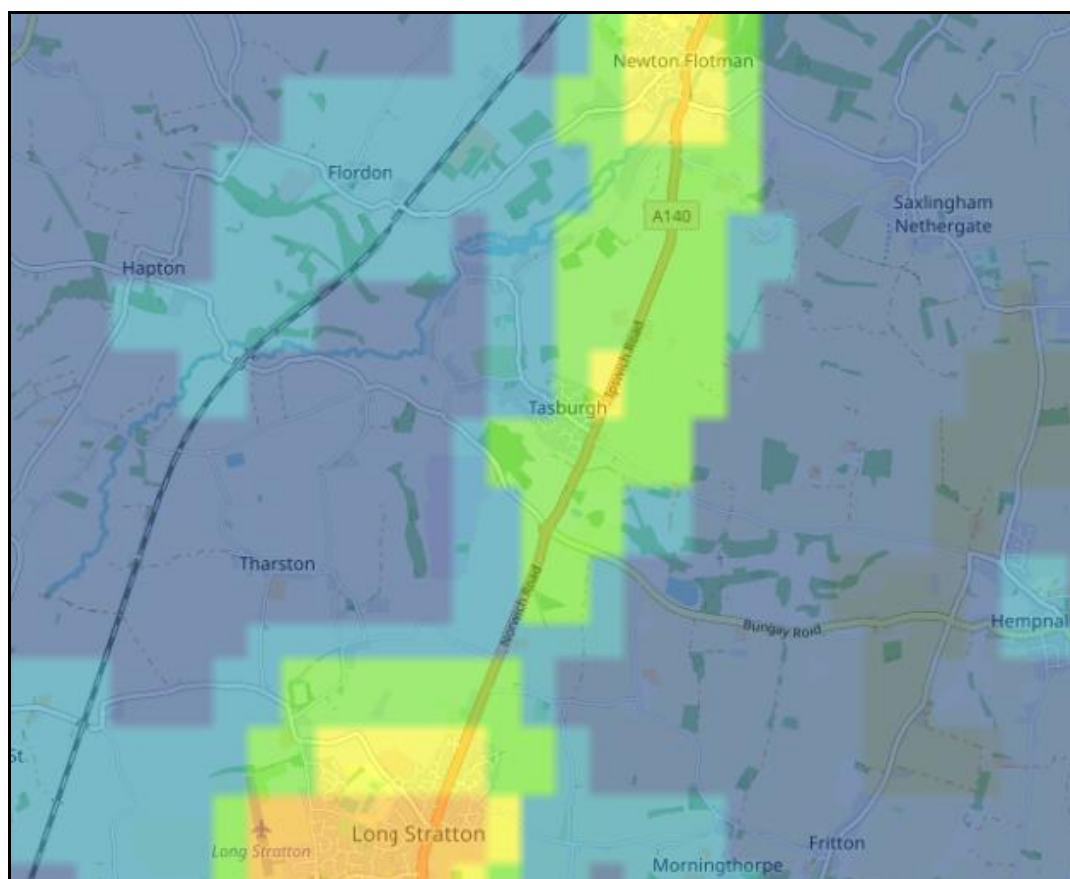 Newton Flotman
Flordon
Saxlingham
Nethergate
A140
Hapton
Ipswich Road
Tasburgh
Tharston
Norwich Road
Hempnal
Bungay Road
St
Long Stratton
Long Stratton
Fritton
Morningthorpe